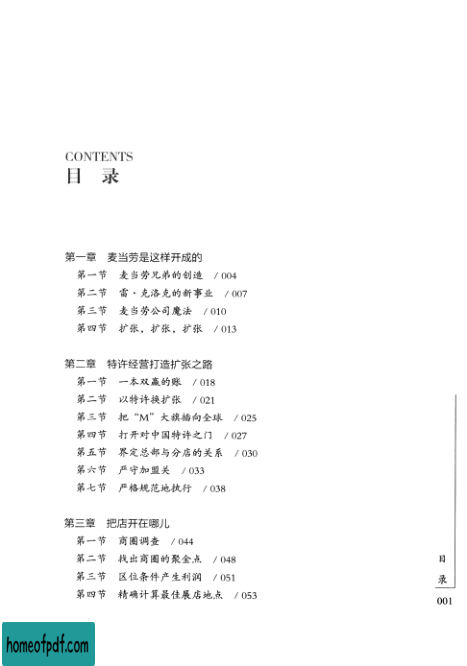 CONTENTS
目 录
第一章 麦当劳是这样开成的
第一节 麦当劳兄弟的创造 / 004
第二节 雷·克洛克的新事业 / 007
第三节 麦当劳公司魔法 / 010
第四节 扩张，扩张，扩张 / 013
第二章 特许经营打造扩张之路
第一节 一本双赢的账 / 018
第二节 以特许换扩张 / 021
第三节 把“M”大旗插向全球 / 025
第四节 打开对中国特许之门 / 027
第五节 界定总部与分店的关系 / 030
第六节 严守加盟关 / 033
第七节 严格规范地执行 / 038
第三章 把店开在哪儿
第一节 商圈调查 / 044
第二节 找出商圈的聚金点 / 048
第三节 区位条件产生利润 / 051
第四节 精确计算最佳展店地点 / 053
目录
001
homeofpdf.com